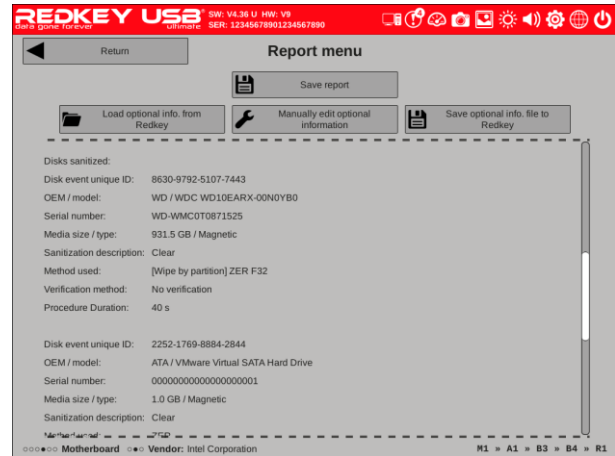 REDKEY USB®
ultimate
data gone forever
SW: V4.36 U HW: V9
SER: 12345678901234567890
Return
Report menu
Save report
Load optional info. from
Redkey
Manually edit optional
information
Save optional info. file to
Redkey
Disks sanitized:
Disk event unique ID: 8630-9792-5107-7443
OEM / model: WD / WDC WD10EARX-00N0YB0
Serial number: WD-WMC0T0871525
Media size / type: 931.5 GB / Magnetic
Sanitization description: Clear
Method used: [Wipe by partition] ZER F32
Verification method: No verification
Procedure Duration: 40 s
Disk event unique ID: 2252-1769-8884-2844
OEM / model: ATA / VMware Virtual SATA Hard Drive
Serial number: 00000000000000000001
Media size / type: 1.0 GB / Magnetic
Sanitization description: Clear
Method used: ZER
Motherboard Vendor: Intel Corporation
M1 » A1 » B3 » B4 » R1